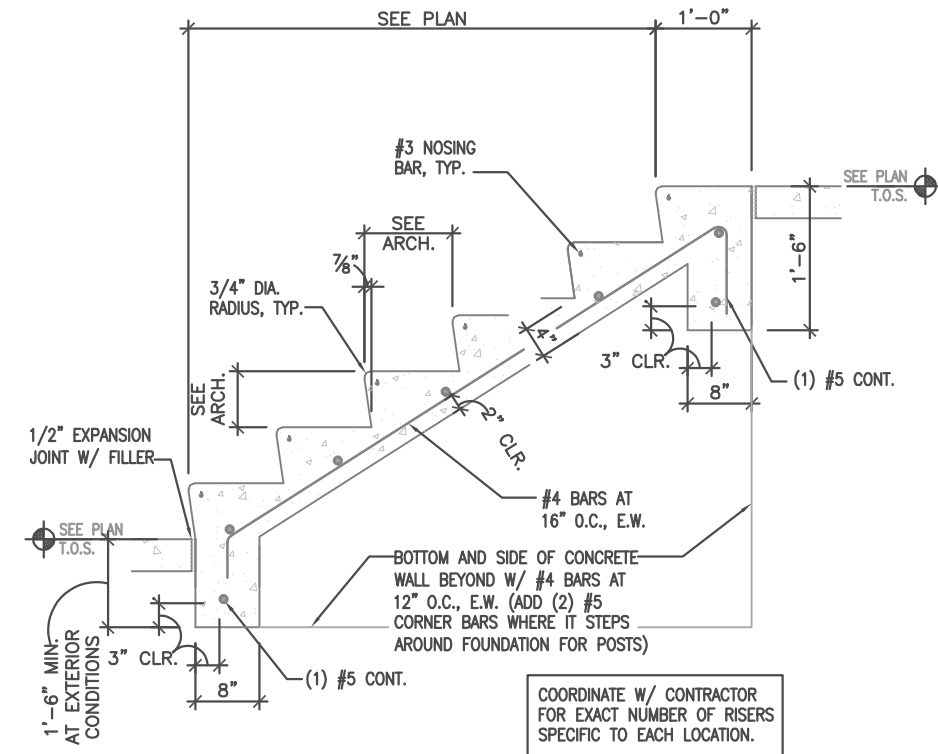 SEE PLAN
1'-0"
#3 NOSING
BAR, TYP.
SEE PLAN
T.O.S.
SEE
ARCH.
7/8"
3/4" DIA.
RADIUS, TYP.
1'-6"
4"
3" CLR.
(1) #5 CONT.
8"
SEE
ARCH.
2" CLR.
1/2" EXPANSION
JOINT W/ FILLER
#4 BARS AT
16" O.C., E.W.
SEE PLAN
T.O.S.
BOTTOM AND SIDE OF CONCRETE
WALL BEYOND W/ #4 BARS AT
12" O.C., E.W. (ADD (2) #5
CORNER BARS WHERE IT STEPS
AROUND FOUNDATION FOR POSTS)
1'-6" MIN.
AT EXTERIOR
CONDITIONS
3" CLR.
8"
(1) #5 CONT.
COORDINATE W/ CONTRACTOR
FOR EXACT NUMBER OF RISERS
SPECIFIC TO EACH LOCATION.